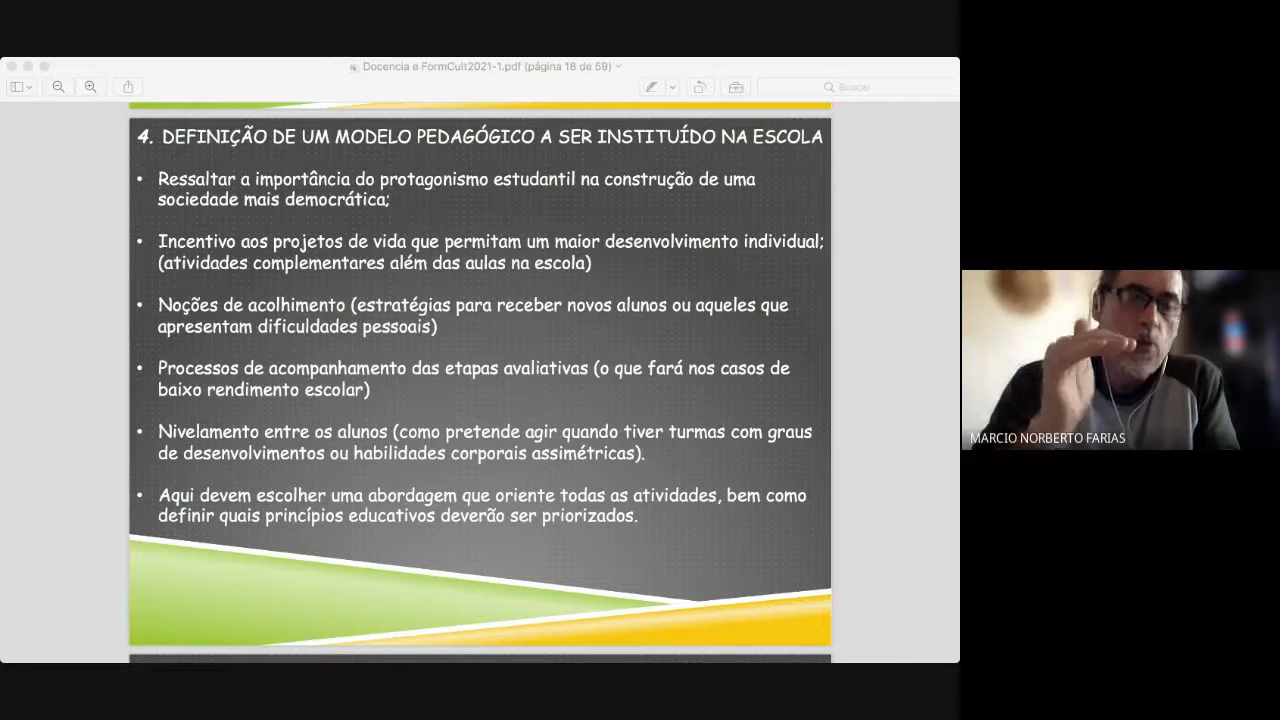 Docencia e FormCult2021-1.pdf (página 18 de 59)
Buscar
4. DEFINIÇÃO DE UM MODELO PEDAGÓGICO A SER INSTITUÍDO NA ESCOLA
• Ressaltar a importância do protagonismo estudantil na construção de uma
sociedade mais democrática;
• Incentivo aos projetos de vida que permitam um maior desenvolvimento individual;
(atividades complementares além das aulas na escola)
• Noções de acolhimento (estratégias para receber novos alunos ou aqueles que
apresentam dificuldades pessoais)
• Processos de acompanhamento das etapas avaliativas (o que fará nos casos de
baixo rendimento escolar)
• Nivelamento entre os alunos (como pretende agir quando tiver turmas com graus
de desenvolvimentos ou habilidades corporais assimétricas).
• Aqui devem escolher uma abordagem que oriente todas as atividades, bem como
definir quais princípios educativos deverão ser priorizados.
MARCIO NORBERTO FARIAS